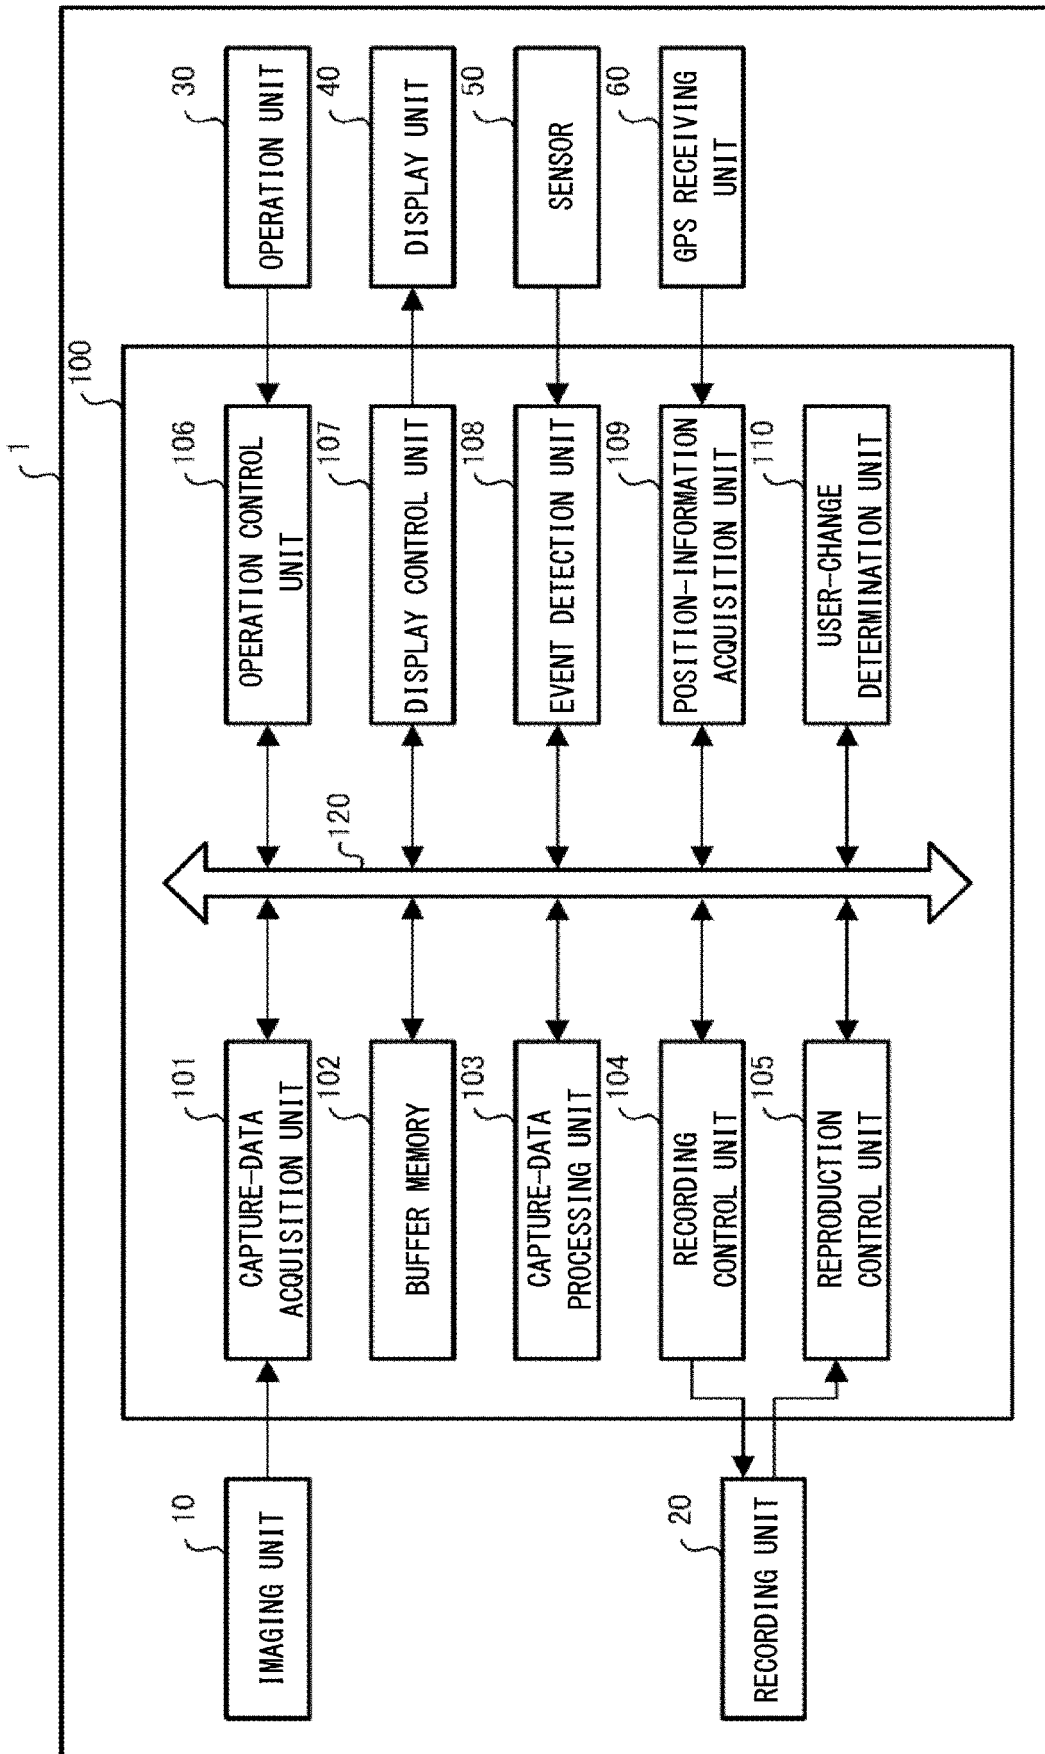 1
100
10
IMAGING UNIT
101
CAPTURE-DATA
ACQUISITION UNIT
102
BUFFER MEMORY
103
CAPTURE-DATA
PROCESSING UNIT
104
RECORDING
CONTROL UNIT
105
REPRODUCTION
CONTROL UNIT
20
RECORDING UNIT
120
106
OPERATION CONTROL
UNIT
107
DISPLAY CONTROL UNIT
108
EVENT DETECTION UNIT
109
POSITION-INFORMATION
ACQUISITION UNIT
110
USER-CHANGE
DETERMINATION UNIT
30
OPERATION UNIT
40
DISPLAY UNIT
50
SENSOR
60
GPS RECEIVING
UNIT